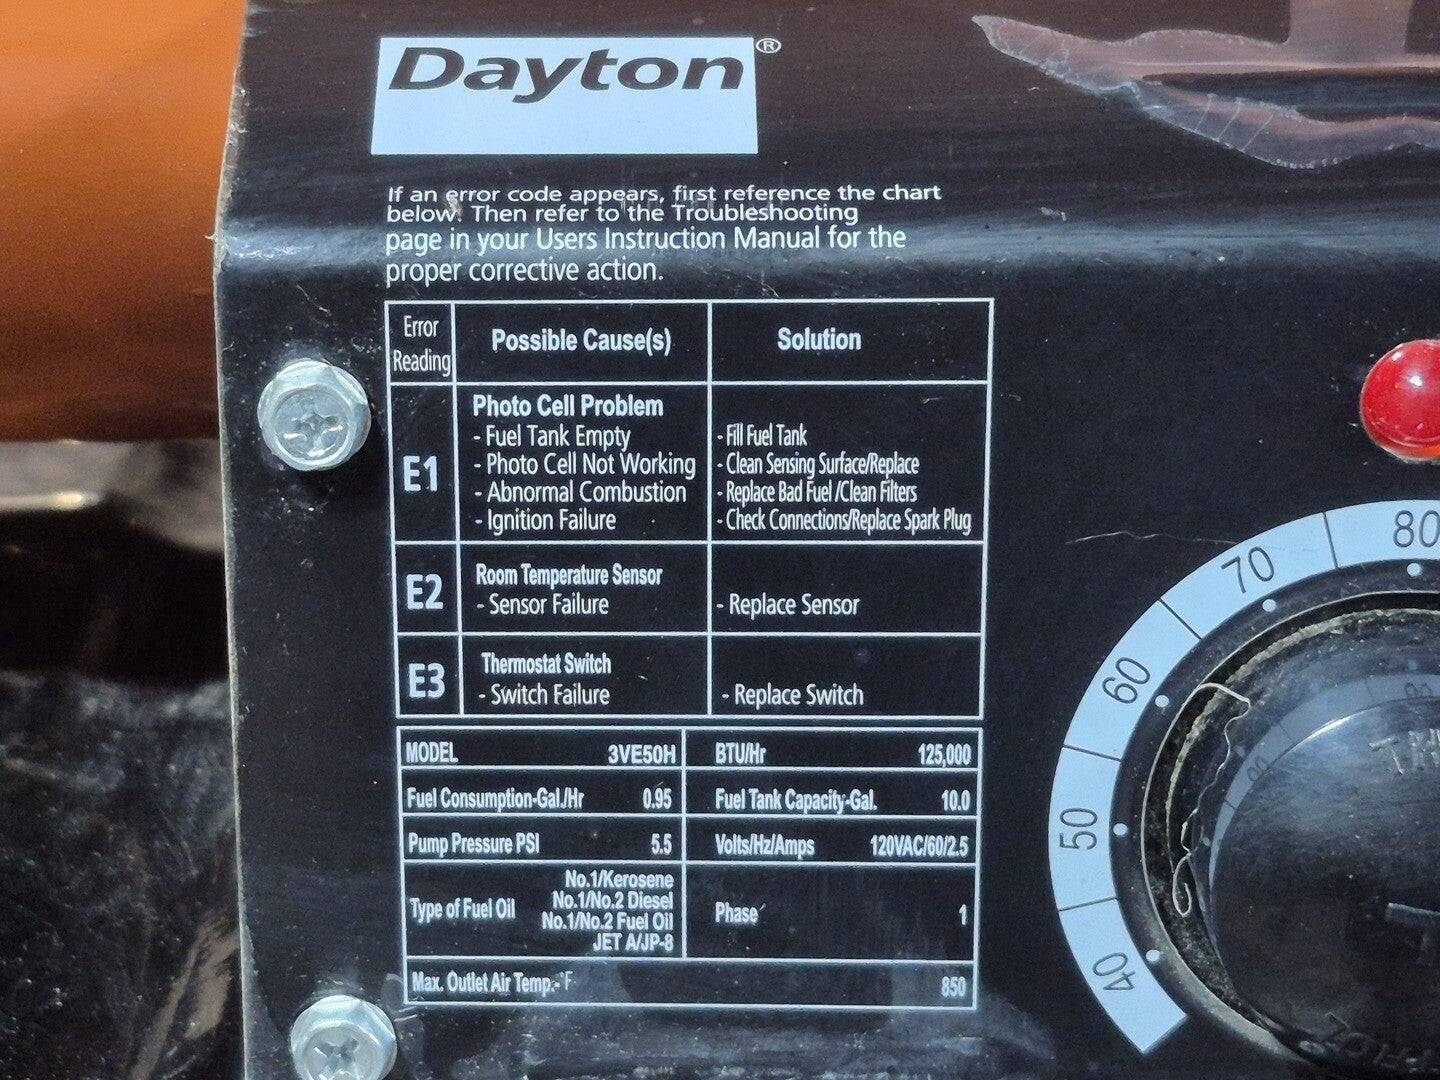 Dayton®
If an error code appears, first reference the chart
below. Then refer to the Troubleshooting
page in your Users Instruction Manual for the
proper corrective action.
Error Reading
Possible Cause(s)
Solution
E1
Photo Cell Problem
- Fuel Tank Empty
- Photo Cell Not Working
- Abnormal Combustion
- Ignition Failure
- Fill Fuel Tank
- Clean Sensing Surface/Replace
- Replace Bad Fuel /Clean Filters
- Check Connections/Replace Spark Plug
E2
Room Temperature Sensor
- Sensor Failure
- Replace Sensor
E3
Thermostat Switch
- Switch Failure
- Replace Switch
MODEL 3VE50H
BTU/Hr 125,000
Fuel Consumption-Gal./Hr 0.95
Fuel Tank Capacity-Gal. 10.0
Pump Pressure PSI 5.5
Volts/Hz/Amps 120VAC/60/2.5
Type of Fuel Oil
No.1/Kerosene
No.1/No.2 Diesel
No.1/No.2 Fuel Oil
JET A/JP-8
Phase 1
Max. Outlet Air Temp.-°F 850
80
70
60
50
40